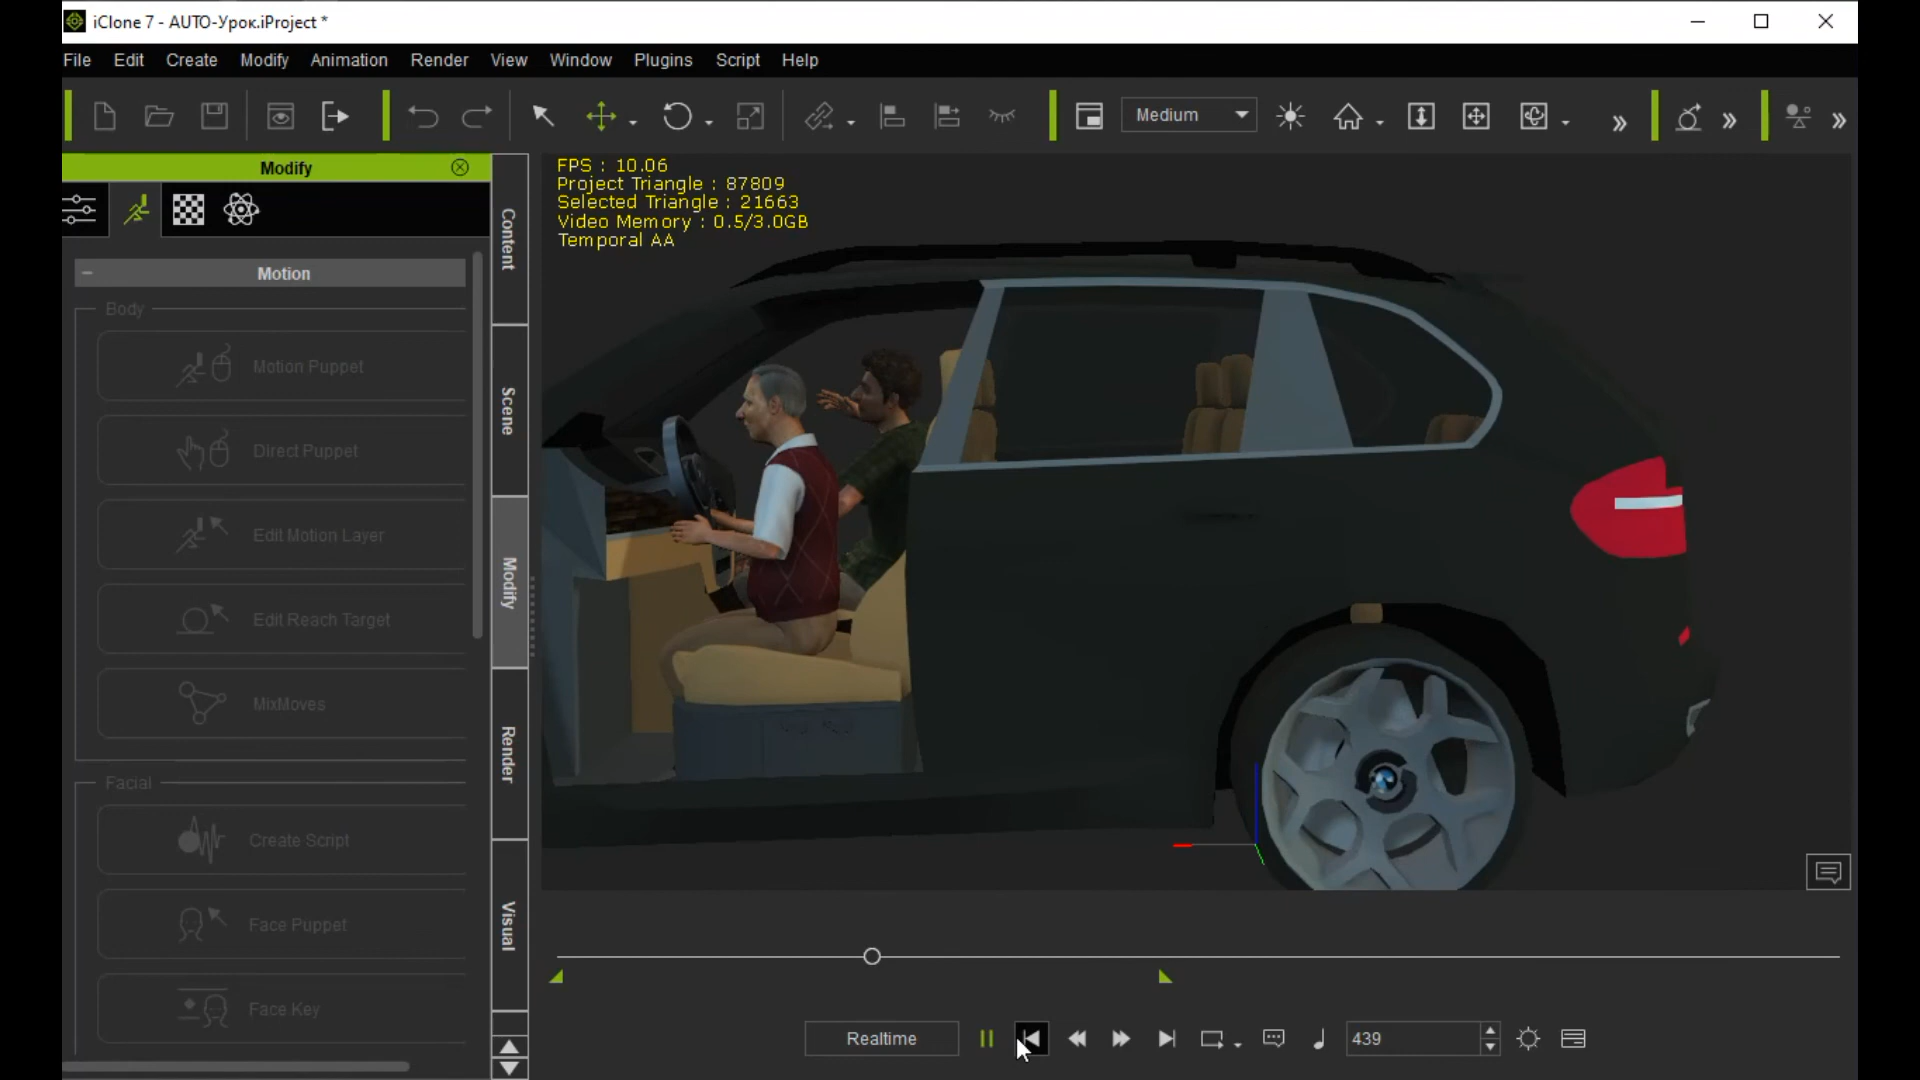 iClone 7 - AUTO-Урок.iProject *
File Edit Create Modify Animation Render View Window Plugins Script Help
Medium
Modify
Motion
Body
Motion Puppet
Direct Puppet
Edit Motion Layer
Edit Reach Target
MixMoves
Facial
Create Script
Face Puppet
Face Key
Content
Scene
Modify
Render
Visual
FPS : 10.06
Project Triangle : 87809
Selected Triangle : 21663
Video Memory : 0.5/3.0GB
Temporal AA
Realtime
439